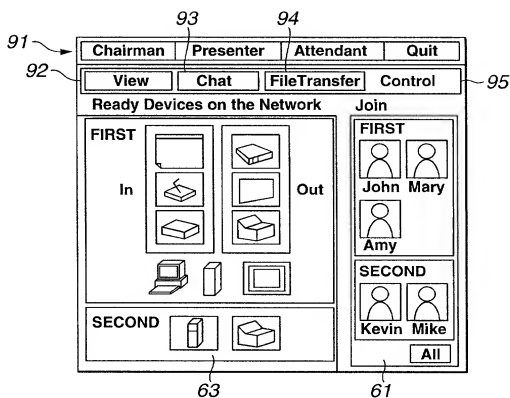 93 94
91 Chairman Presenter Attendant Quit
92 View Chat FileTransfer Control 95
Ready Devices on the Network Join
FIRST FIRST
In Out John Mary
Amy
SECOND SECOND
Kevin Mike
All
63 61